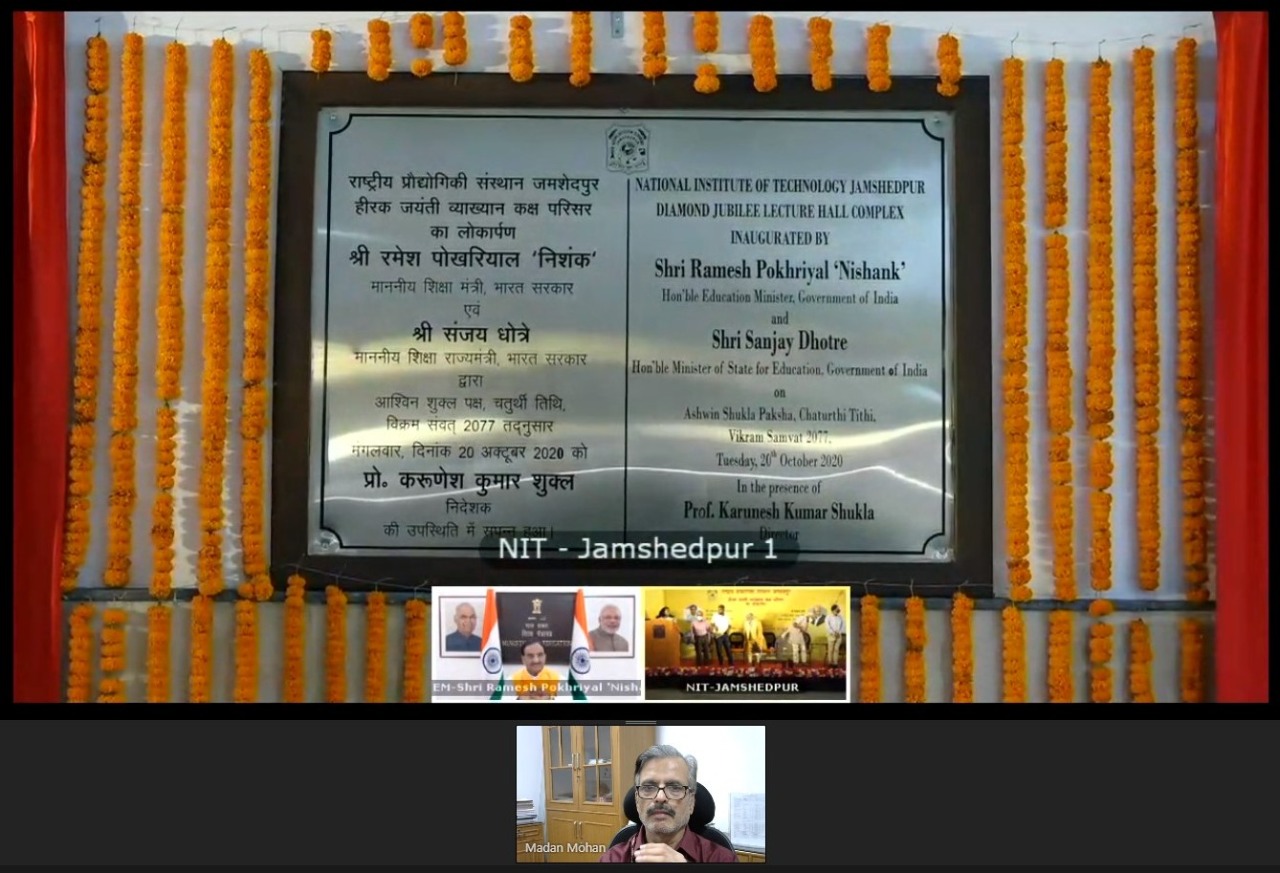 राष्ट्रीय प्रौद्योगिकी संस्थान जमशेदपुर
हीरक जयंती व्याख्यान कक्ष परिसर
का लोकार्पण
श्री रमेश पोखरियाल 'निशंक'
माननीय शिक्षा मंत्री, भारत सरकार
एवं
श्री संजय धोत्रे
माननीय शिक्षा राज्यमंत्री, भारत सरकार
द्वारा
आश्विन शुक्ल पक्ष, चतुर्थी तिथि,
विक्रम संवत् 2077 तद्नुसार
मंगलवार, दिनांक 20 अक्टूबर 2020 को
प्रो. करूणेश कुमार शुक्ल
निदेशक
की उपस्थिति में संपन्न हुआ।
NATIONAL INSTITUTE OF TECHNOLOGY JAMSHEDPUR
DIAMOND JUBILEE LECTURE HALL COMPLEX
INAUGURATED BY
Shri Ramesh Pokhriyal 'Nishank'
Hon'ble Education Minister, Government of India
and
Shri Sanjay Dhotre
Hon'ble Minister of State for Education, Government of India
on
Ashwin Shukla Paksha, Chaturthi Tithi,
Vikram Samvat 2077,
Tuesday, 20th October 2020
In the presence of
Prof. Karunesh Kumar Shukla
Director
NIT - Jamshedpur 1
EM-Shri Ramesh Pokhriyal 'Nish
NIT-JAMSHEDPUR
Madan Mohan